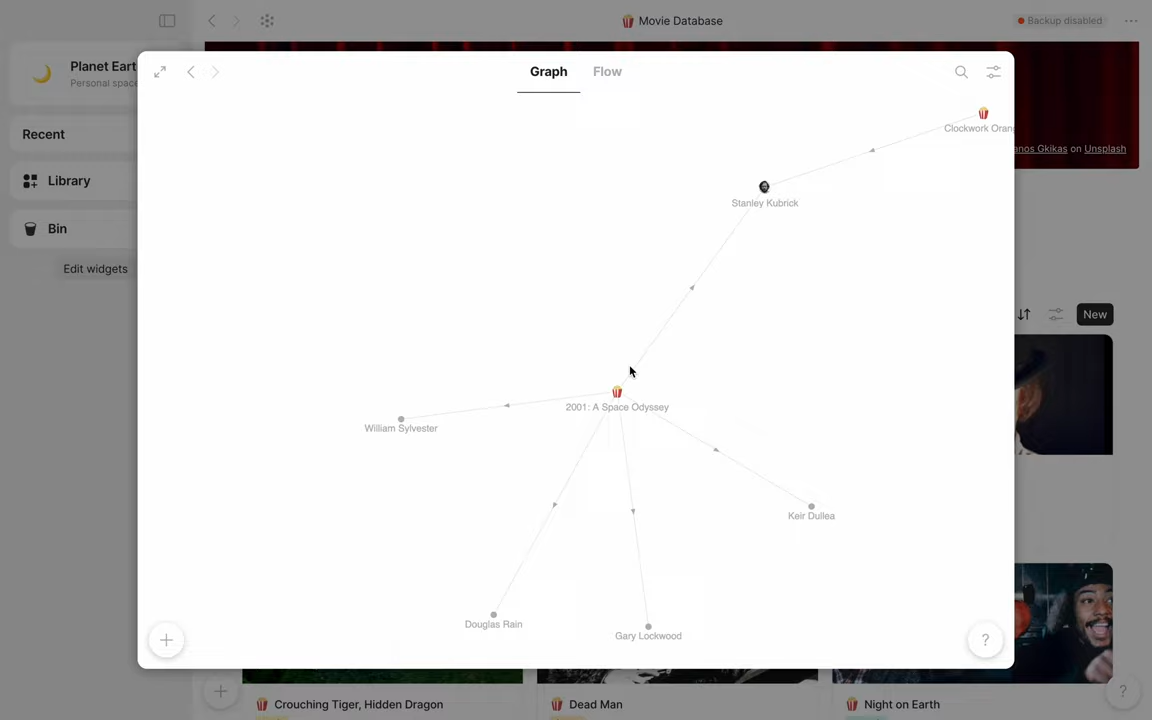 Movie Database
Backup disabled
Planet Eart
Personal space
Graph
Flow
Recent
Clockwork Orang
anos Gkikas on Unsplash
Library
Stanley Kubrick
Bin
Edit widgets
New
2001: A Space Odyssey
William Sylvester
Keir Dullea
Douglas Rain
Gary Lockwood
?
?
Crouching Tiger, Hidden Dragon
Dead Man
Night on Earth